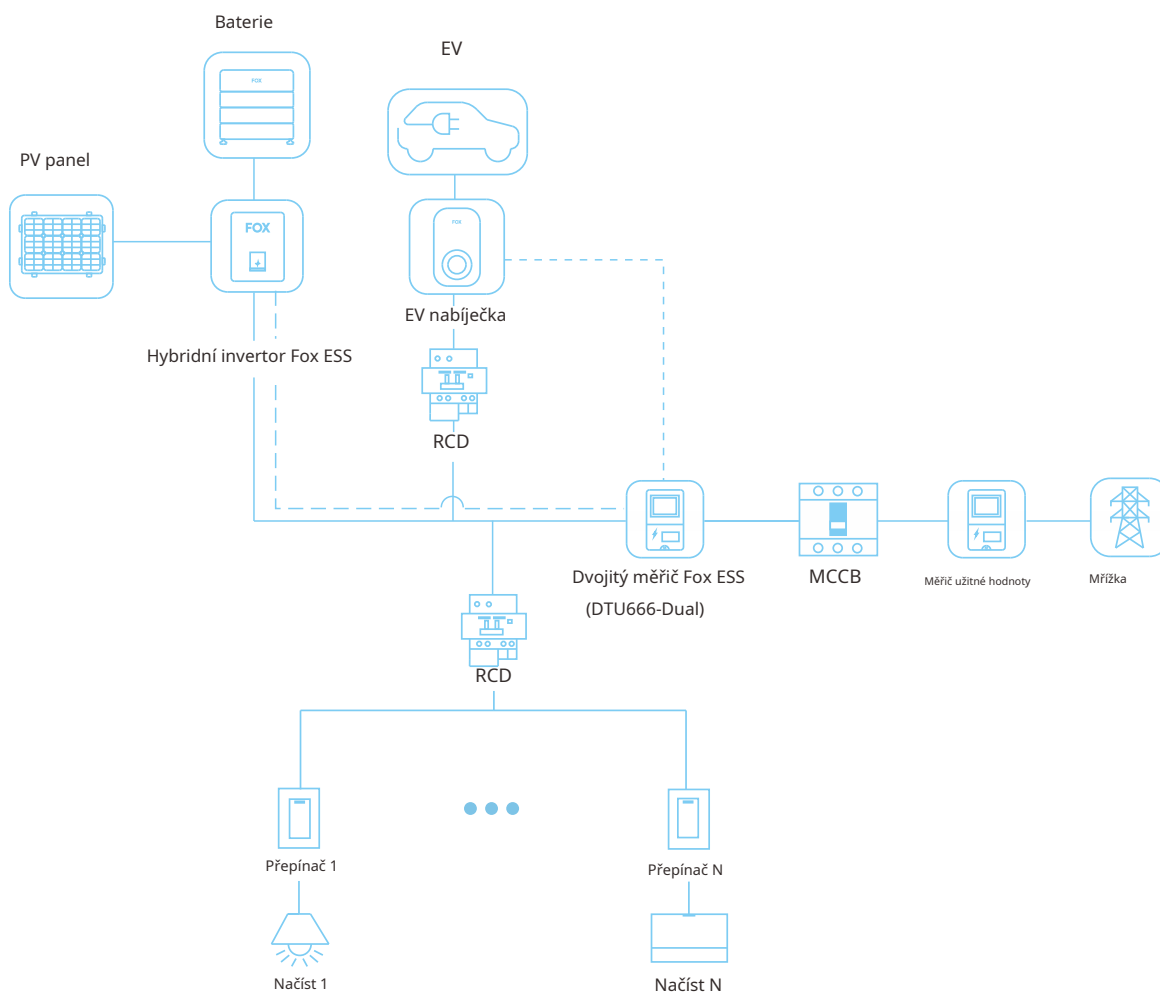 Baterie
EV
FOX
PV panel
FOX
FOX
EV nabíječka
Hybridní invertor Fox ESS
RCD
Dvojitý měřič Fox ESS
(DTU666-Dual)
MCCB
Měřič užitné hodnoty
Mřížka
RCD
Přepínač 1
Přepínač N
Načíst 1
Načíst N